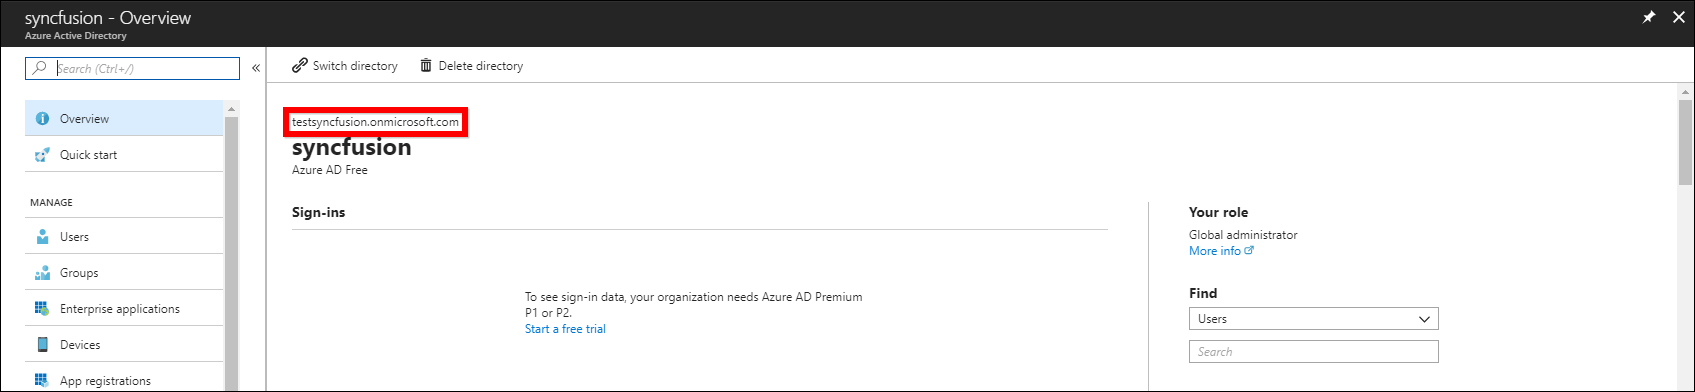 syncfusion - Overview
Azure Active Directory
Search (Ctrl+/)
«
Overview
Quick start
MANAGE
Users
Groups
Enterprise applications
Devices
App registrations
Switch directory
Delete directory
testsyncfusion.onmicrosoft.com
syncfusion
Azure AD Free
Sign-ins
To see sign-in data, your organization needs Azure AD Premium
P1 or P2.
Start a free trial
Your role
Global administrator
More info
Find
Users
Search